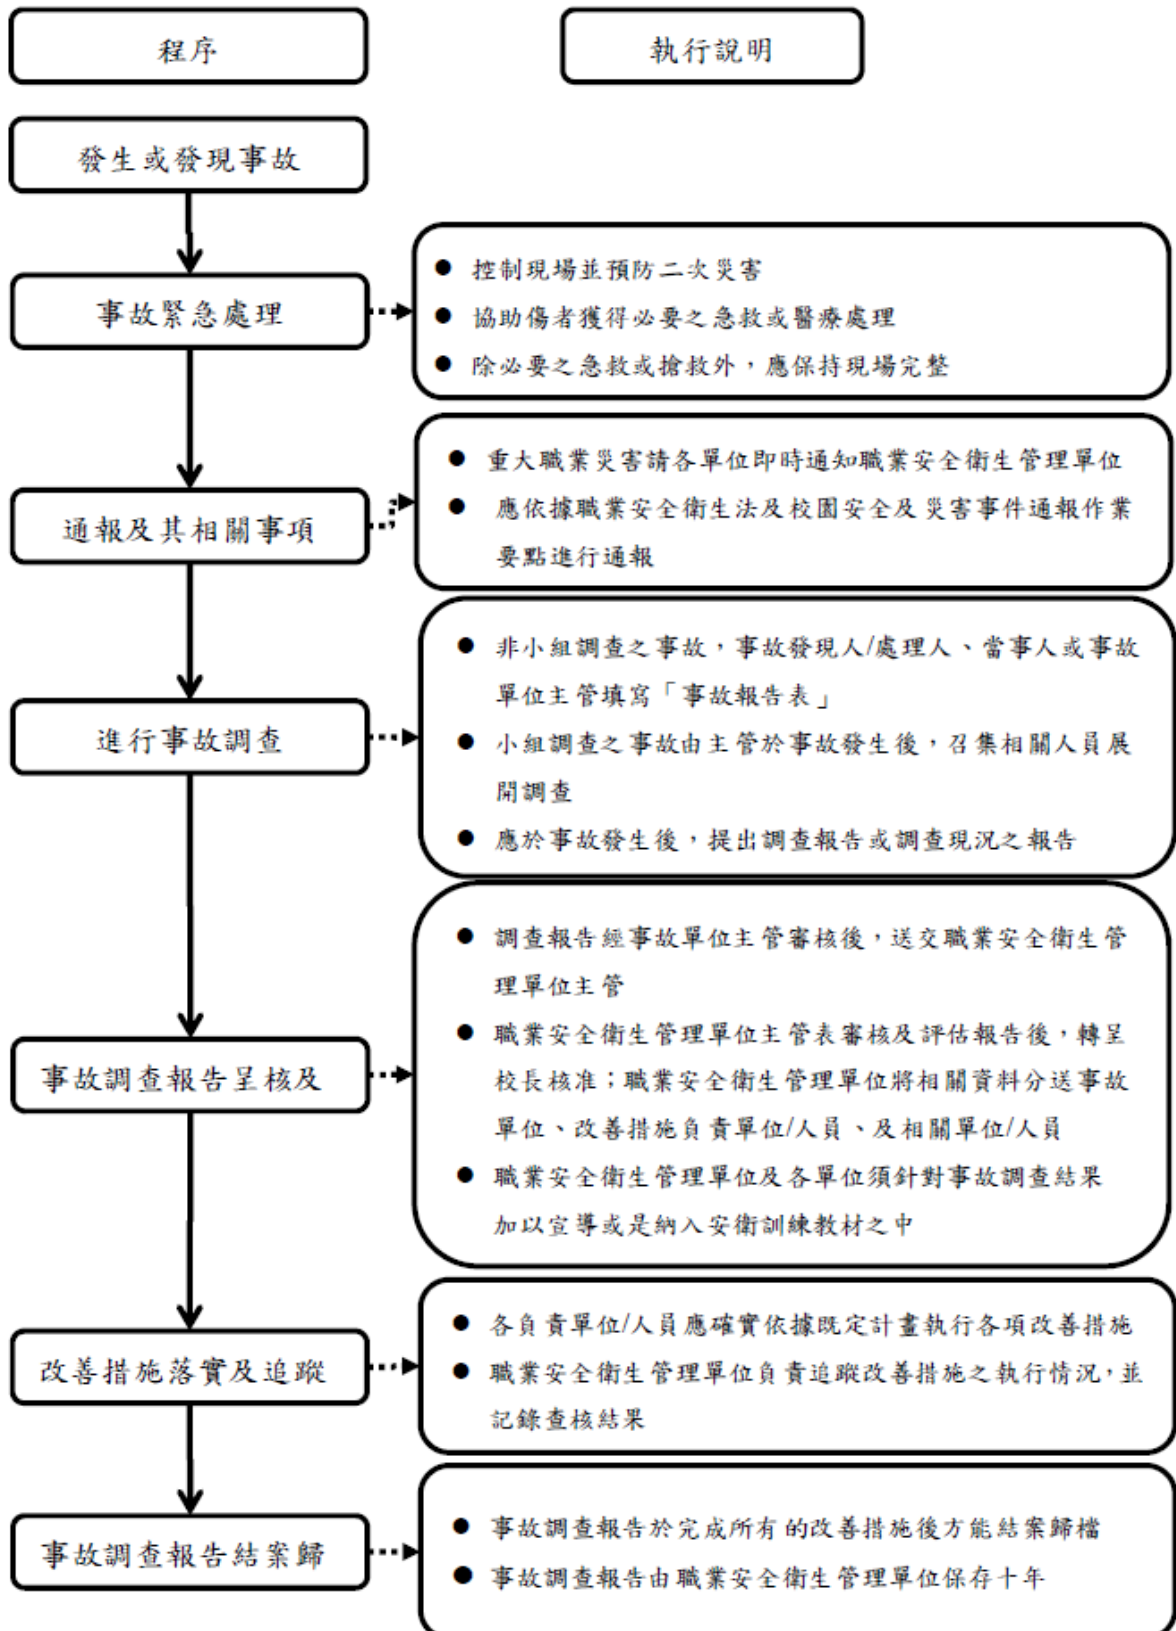 程序
執行說明
發生或發現事故
事故緊急處理
● 控制現場並預防二次災害
● 協助傷者獲得必要之急救或醫療處理
● 除必要之急救或搶救外，應保持現場完整
通報及其相關事項
● 重大職業災害請各單位即時通知職業安全衛生管理單位
● 應依據職業安全衛生法及校園安全及災害事件通報作業
要點進行通報
進行事故調查
● 非小組調查之事故，事故發現人/處理人、當事人或事故
單位主管填寫「事故報告表」
● 小組調查之事故由主管於事故發生後，召集相關人員展
開調查
● 應於事故發生後，提出調查報告或調查現況之報告
事故調查報告呈核及
● 調查報告經事故單位主管審核後，送交職業安全衛生管
理單位主管
● 職業安全衛生管理單位主管表審核及評估報告後，轉呈
校長核准；職業安全衛生管理單位將相關資料分送事故
單位、改善措施負責單位/人員、及相關單位/人員
● 職業安全衛生管理單位及各單位須針對事故調查結果
加以宣導或是納入安衛訓練教材之中
改善措施落實及追蹤
● 各負責單位/人員應確實依據既定計畫執行各項改善措施
● 職業安全衛生管理單位負責追蹤改善措施之執行情況，並
記錄查核結果
事故調查報告結案歸
● 事故調查報告於完成所有的改善措施後方能結案歸檔
● 事故調查報告由職業安全衛生管理單位保存十年